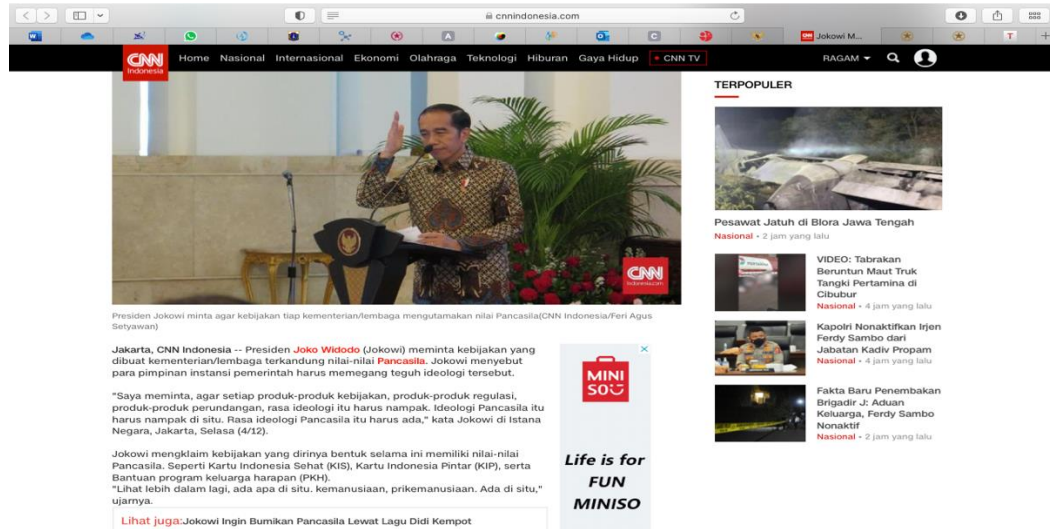 cnnindonesia.com
Jokowi M...
CNN
Indonesia
Home Nasional Internasional Ekonomi Olahraga Teknologi Hiburan Gaya Hidup • CNN TV
RAGAM
CNN
Indonesia.com
Presiden Jokowi minta agar kebijakan tiap kementerian/lembaga mengutamakan nilai Pancasila(CNN Indonesia/Feri Agus
Setyawan)
Jakarta, CNN Indonesia -- Presiden Joko Widodo (Jokowi) meminta kebijakan yang
dibuat kementerian/lembaga terkandung nilai-nilai Pancasila. Jokowi menyebut
para pimpinan instansi pemerintah harus memegang teguh ideologi tersebut.
"Saya meminta, agar setiap produk-produk kebijakan, produk-produk regulasi,
produk-produk perundangan, rasa ideologi itu harus nampak. Ideologi Pancasila itu
harus nampak di situ. Rasa ideologi Pancasila itu harus ada," kata Jokowi di Istana
Negara, Jakarta, Selasa (4/12).
Jokowi mengklaim kebijakan yang dirinya bentuk selama ini memiliki nilai-nilai
Pancasila. Seperti Kartu Indonesia Sehat (KIS), Kartu Indonesia Pintar (KIP), serta
Bantuan program keluarga harapan (PKH).
"Lihat lebih dalam lagi, ada apa di situ. kemanusiaan, prikemanusiaan. Ada di situ,"
ujarnya.
Lihat juga:Jokowi Ingin Bumikan Pancasila Lewat Lagu Didi Kempot
MINI
SO
Life is for
FUN
MINISO
TERPOPULER
Pesawat Jatuh di Blora Jawa Tengah
Nasional • 2 jam yang lalu
VIDEO: Tabrakan
Beruntun Maut Truk
Tangki Pertamina di
Cibubur
Nasional • 4 jam yang lalu
Kapolri Nonaktifkan Irjen
Ferdy Sambo dari
Jabatan Kadiv Propam
Nasional • 4 jam yang lalu
Fakta Baru Penembakan
Brigadir J: Aduan
Keluarga, Ferdy Sambo
Nonaktif
Nasional • 2 jam yang lalu